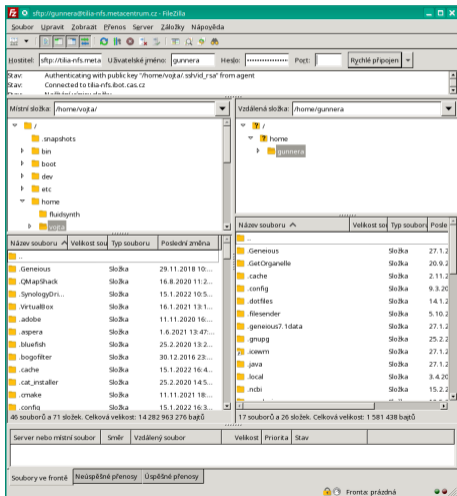 sftp://gunnera@tilia-nfs.metacentrum.cz - FileZilla
Soubor Upravit Zobrazit Přenos Server Záložky Nápověda
Hostitel: sftp://tilia-nfs.meta Uživatelské jméno: gunnera Heslo: •••••••••••••••• Port: Rychlé připojení
Stav: Authenticating with public key "/home/vojta/.ssh/id_rsa" from agent
Stav: Connected to tilia-nfs.ibot.cas.cz
Místní složka: /home/vojta/
/
.snapshots
bin
boot
dev
etc
home
fluidsynth
vojta
Vzdálená složka: /home/gunnera
/
home
gunnera
Název souboru Velikost sou Typ souboru Poslední změna
..
.Geneious Složka 29.11.2018 10:...
.QMapShack Složka 16.8.2020 11:2...
.SynologyDri... Složka 15.1.2022 10:5...
.VirtualBox Složka 16.1.2021 13:1...
.adobe Složka 11.11.2020 16:...
.aspera Složka 1.6.2021 13:47:...
.bluefish Složka 25.2.2020 13:2...
.bogofilter Složka 30.12.2016 23:...
.cache Složka 15.1.2022 16:4...
.cat_installer Složka 25.2.2020 14:5...
.cmake Složka 11.11.2021 18:...
.config Složka 15.1.2022 16:3...
46 souborů a 71 složek. Celková velikost: 14 282 963 276 bajtů
Název souboru Velikost sou Typ souboru Posle
..
.Geneious Složka 27.1.2
.GetOrganelle Složka 20.9.2
.cache Složka 2.11.2
.config Složka 9.3.20
.dotfiles Složka 14.1.2
.filesender Složka 5.10.2
.geneious7.1data Složka 27.1.2
.gnupg Složka 25.2.2
.icewm Složka 27.1.2
.java Složka 27.1.2
.local Složka 3.4.20
.ncbi Složka 15.2.2
17 souborů a 26 složek. Celková velikost: 1 581 438 bajtů
Server nebo místní soubor Směr Vzdálený soubor Velikost Priorita Stav
Soubory ve frontě Neúspěšné přenosy Úspěšné přenosy
Fronta: prázdná